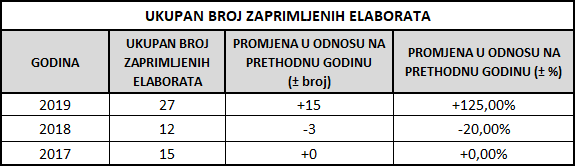 UKUPAN BROJ ZAPRIMLJENIH ELABORATA
GODINA
UKUPAN BROJ
ZAPRIMLJENIH
ELABORATA
PROMJENA U ODNOSU NA
PRETHODNU GODINU
(± broj)
PROMJENA U ODNOSU NA
PRETHODNU GODINU (± %)
2019 27 +15 +125,00%
2018 12 -3 -20,00%
2017 15 +0 +0,00%